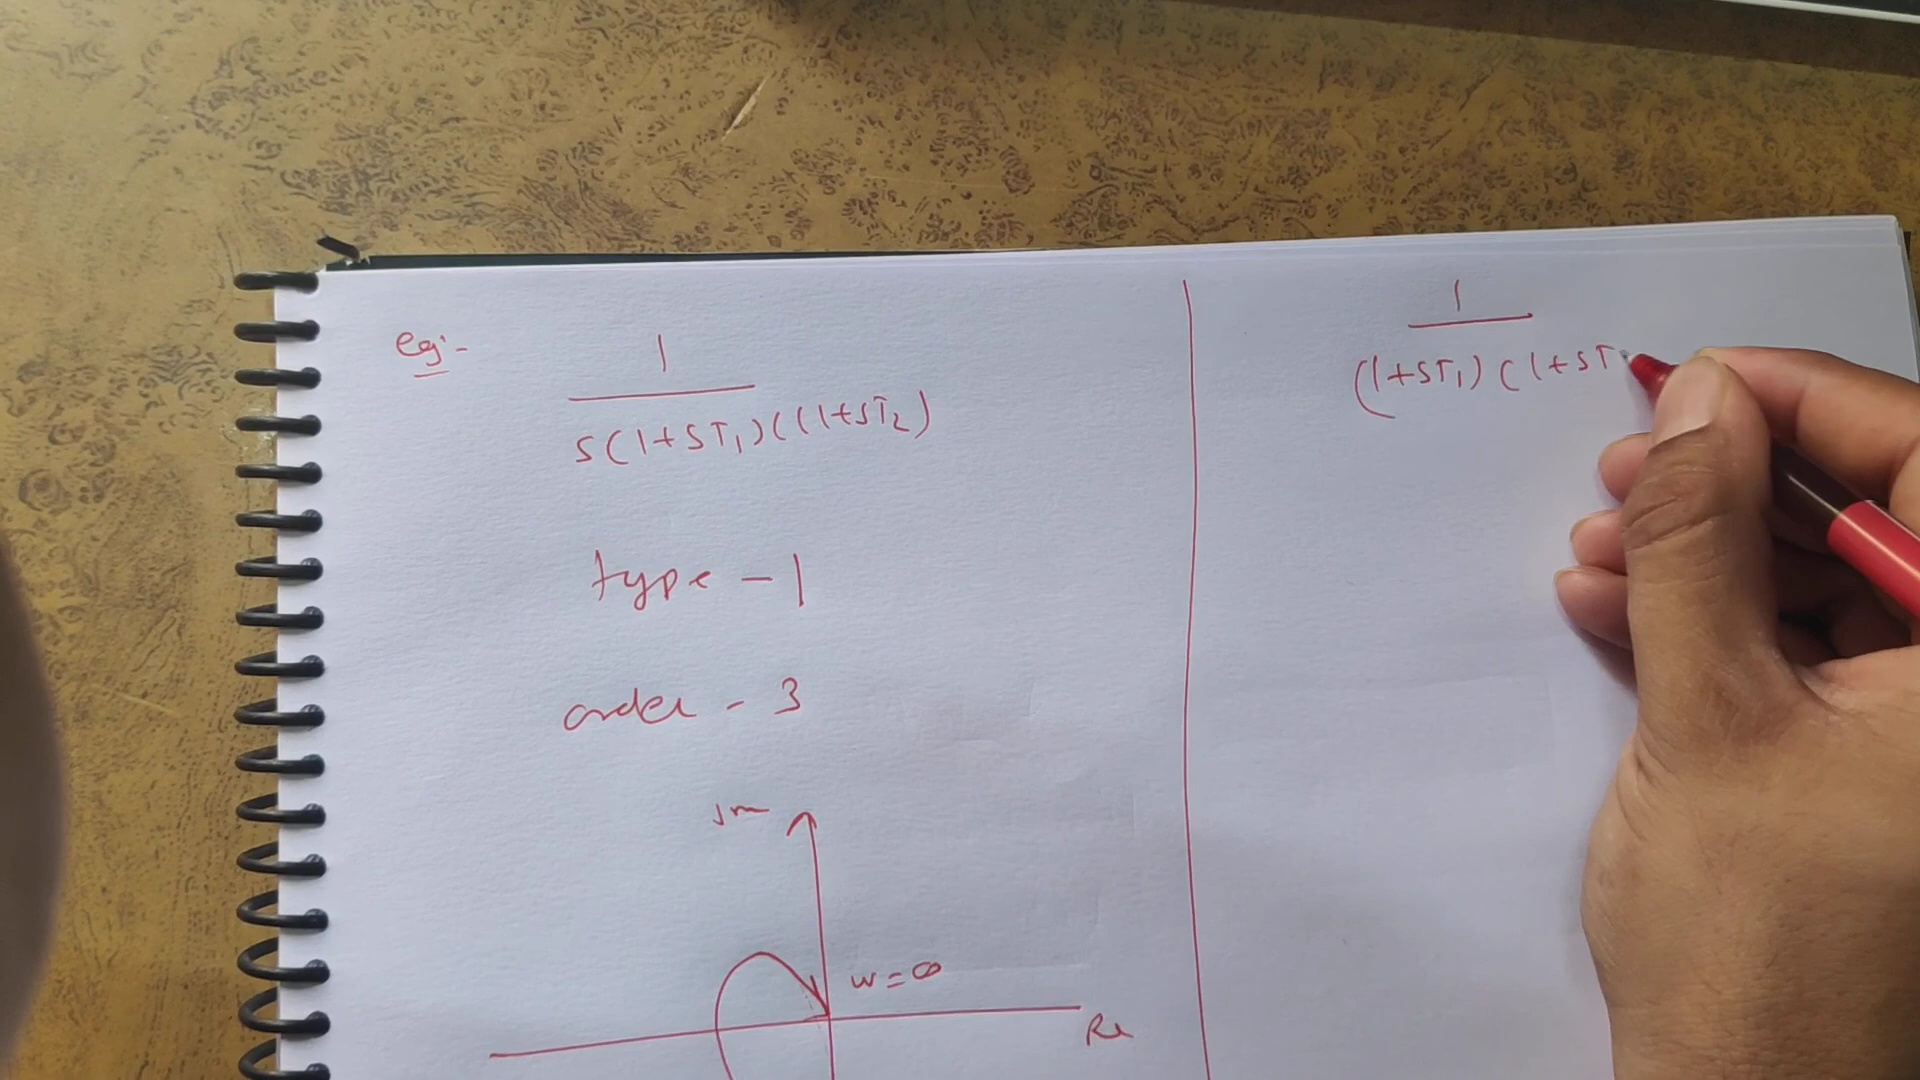 eg:-
1
S(1+ST₁)((1+ST₂)
type - 1
order - 3
Im
w=∞
Re
1
(1+ST₁)(1+ST